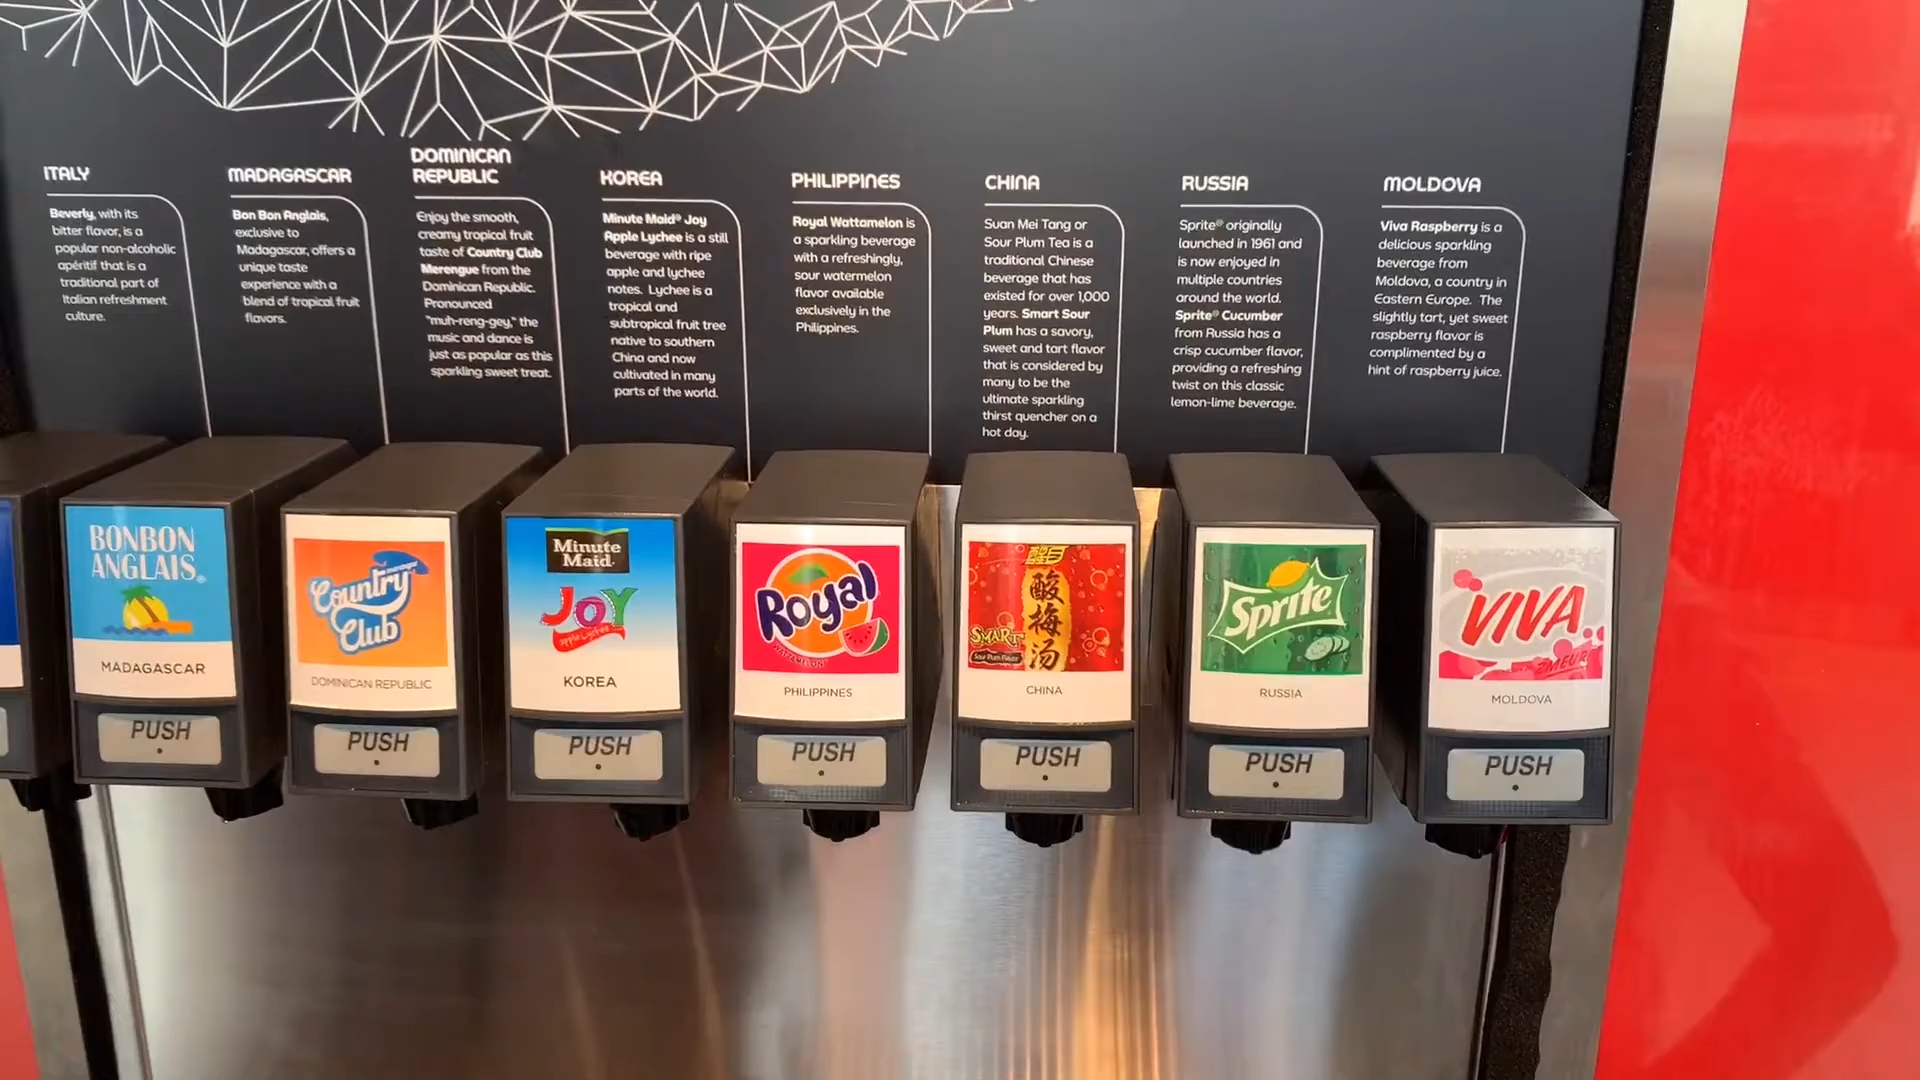 ITALY
Beverly, with its
bitter flavor, is a
popular non-alcoholic
apéritif that is a
traditional part of
Italian refreshment
culture.
MADAGASCAR
Bon Bon Anglais,
exclusive to
Madagascar, offers a
unique taste
experience with a
blend of tropical fruit
flavors.
DOMINICAN
REPUBLIC
Enjoy the smooth,
creamy tropical fruit
taste of Country Club
Merengue from the
Dominican Republic.
Pronounced
"muh-reng-gey," the
music and dance is
just as popular as this
sparkling sweet treat.
KOREA
Minute Maid® Joy
Apple Lychee is a still
beverage with ripe
apple and lychee
notes. Lychee is a
tropical and
subtropical fruit tree
native to southern
China and now
cultivated in many
parts of the world.
PHILIPPINES
Royal Wattamelon is
a sparkling beverage
with a refreshingly,
sour watermelon
flavor available
exclusively in the
Philippines.
CHINA
Suan Mei Tang or
Sour Plum Tea is a
traditional Chinese
beverage that has
existed for over 1,000
years. Smart Sour
Plum has a savory,
sweet and tart flavor
that is considered by
many to be the
ultimate sparkling
thirst quencher on a
hot day.
RUSSIA
Sprite® originally
launched in 1961 and
is now enjoyed in
multiple countries
around the world.
Sprite® Cucumber
from Russia has a
crisp cucumber flavor,
providing a refreshing
twist on this classic
lemon-lime beverage.
MOLDOVA
Viva Raspberry is a
delicious sparkling
beverage from
Moldova, a country in
Eastern Europe. The
slightly tart, yet sweet
raspberry flavor is
complimented by a
hint of raspberry juice.
BONBON
ANGLAIS®
MADAGASCAR
PUSH
merengue
Country
Club
DOMINICAN REPUBLIC
PUSH
Minute
Maid
JOY
apple Lychee
KOREA
PUSH
Royal
WATTAMELON
PHILIPPINES
PUSH
醒目
酸梅汤
SMART
Sour Plum Flavor
CHINA
PUSH
Sprite
RUSSIA
PUSH
VIVA
ZMEUR
MOLDOVA
PUSH